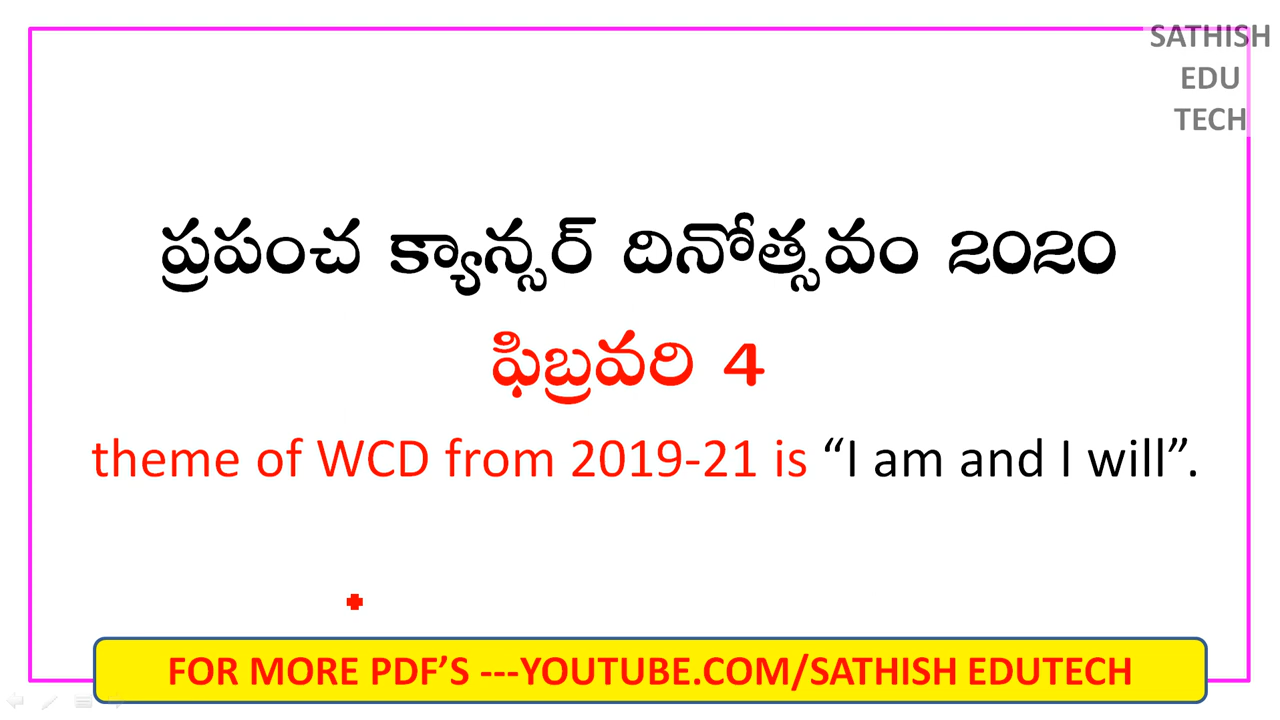 SATHISH
EDU
TECH
ప్రపంచ క్యాన్సర్ దినోత్సవం 2020
ఫిబ్రవరి 4
theme of WCD from 2019-21 is “I am and I will”.
FOR MORE PDF’S ---YOUTUBE.COM/SATHISH EDUTECH